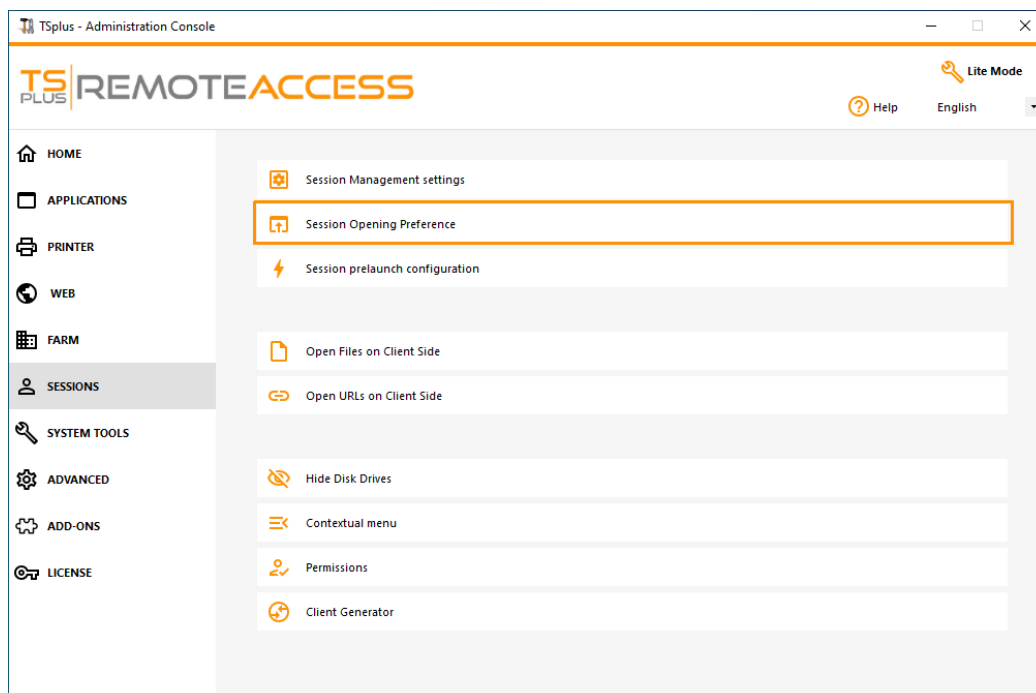 TSplus - Administration Console
TS PLUS REMOTEACCESS
Lite Mode
Help
English
HOME
APPLICATIONS
PRINTER
WEB
FARM
SESSIONS
SYSTEM TOOLS
ADVANCED
ADD-ONS
LICENSE
Session Management settings
Session Opening Preference
Session prelaunch configuration
Open Files on Client Side
Open URLs on Client Side
Hide Disk Drives
Contextual menu
Permissions
Client Generator